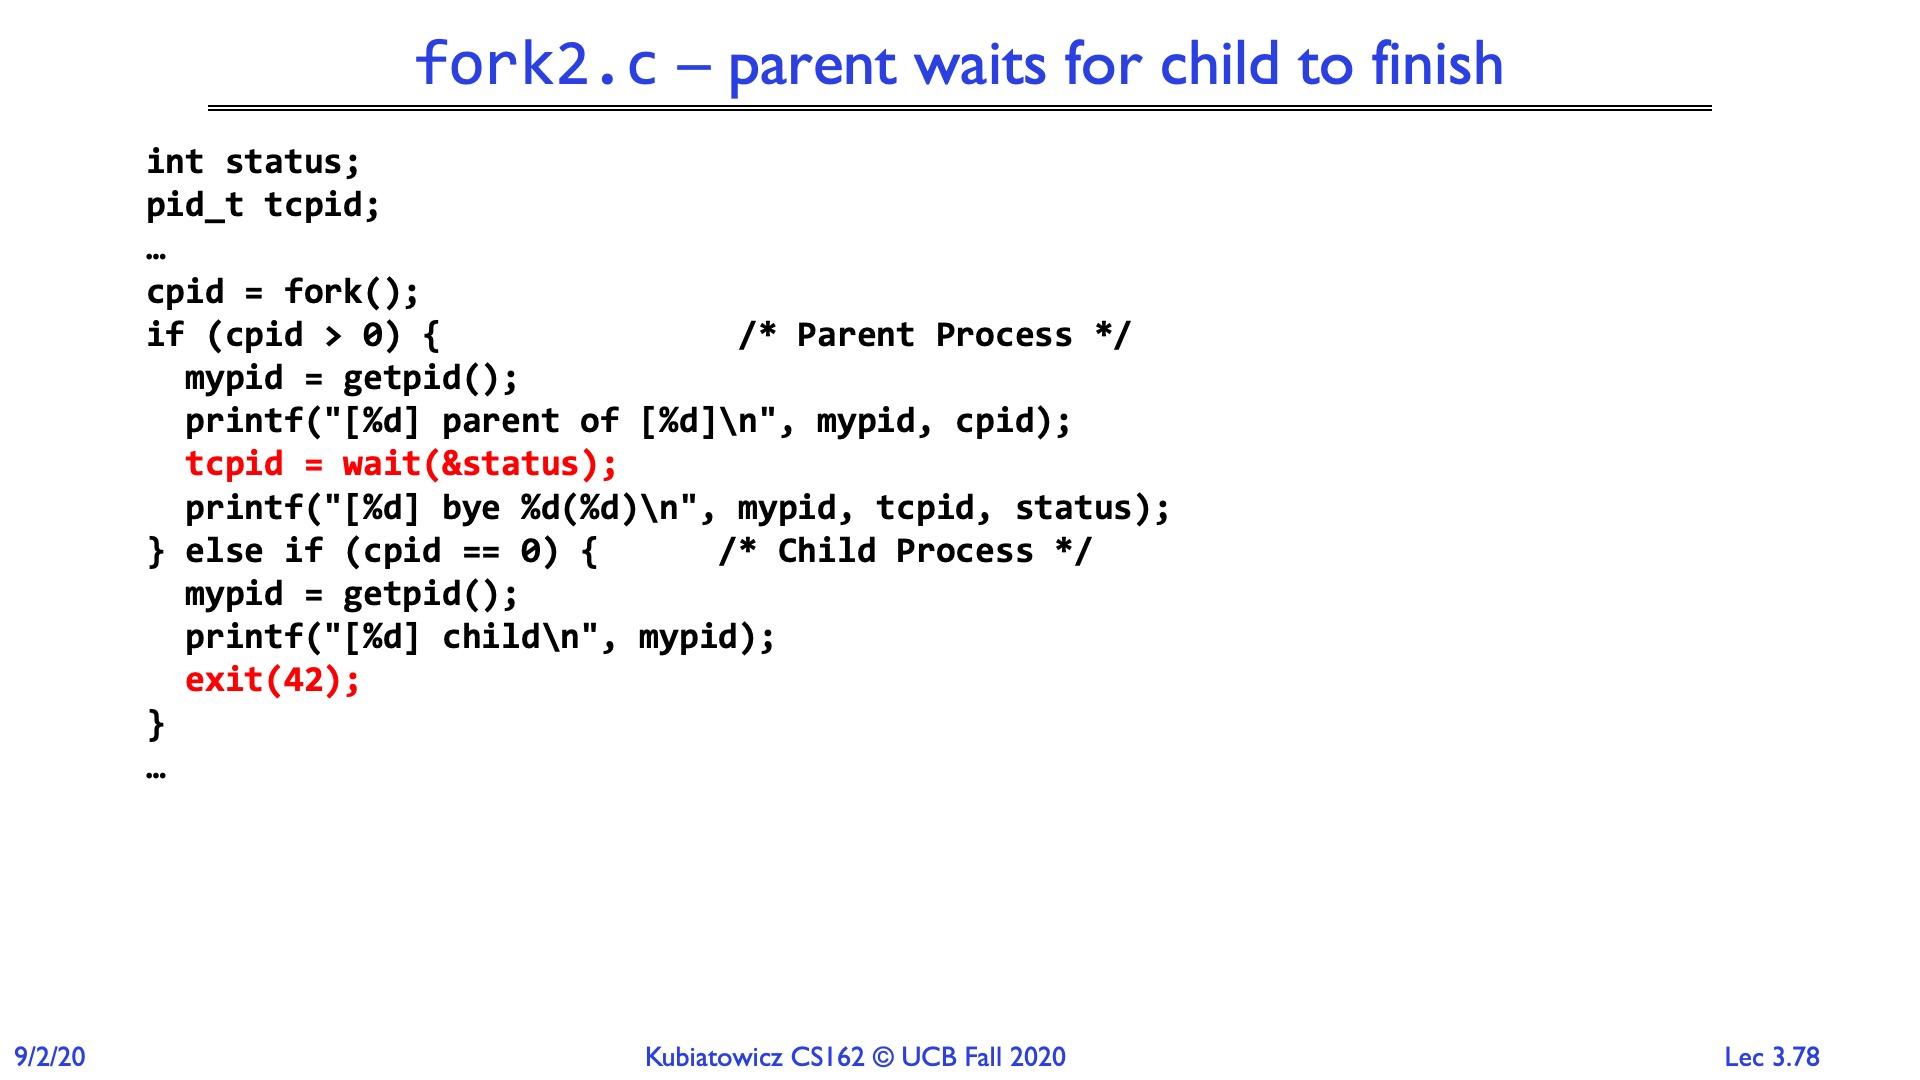 fork2.c – parent waits for child to finish
int status;
pid_t tcpid;
…
cpid = fork();
if (cpid > 0) {               /* Parent Process */
  mypid = getpid();
  printf("[%d] parent of [%d]\n", mypid, cpid);
  tcpid = wait(&status);
  printf("[%d] bye %d(%d)\n", mypid, tcpid, status);
} else if (cpid == 0) {      /* Child Process */
  mypid = getpid();
  printf("[%d] child\n", mypid);
  exit(42);
}
…
9/2/20
Kubiatowicz CS162 © UCB Fall 2020
Lec 3.78